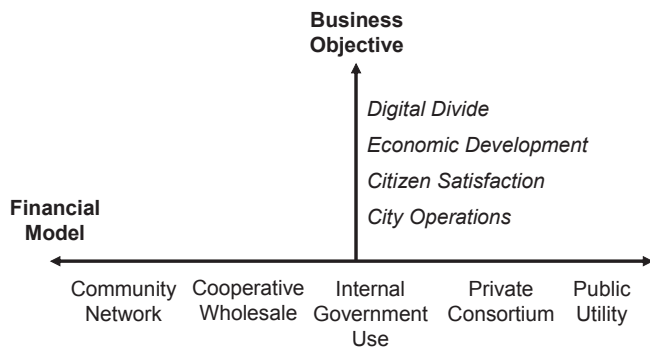 Business
Objective
Digital Divide
Economic Development
Citizen Satisfaction
City Operations
Financial
Model
Community
Network
Cooperative
Wholesale
Internal
Government
Use
Private
Consortium
Public
Utility